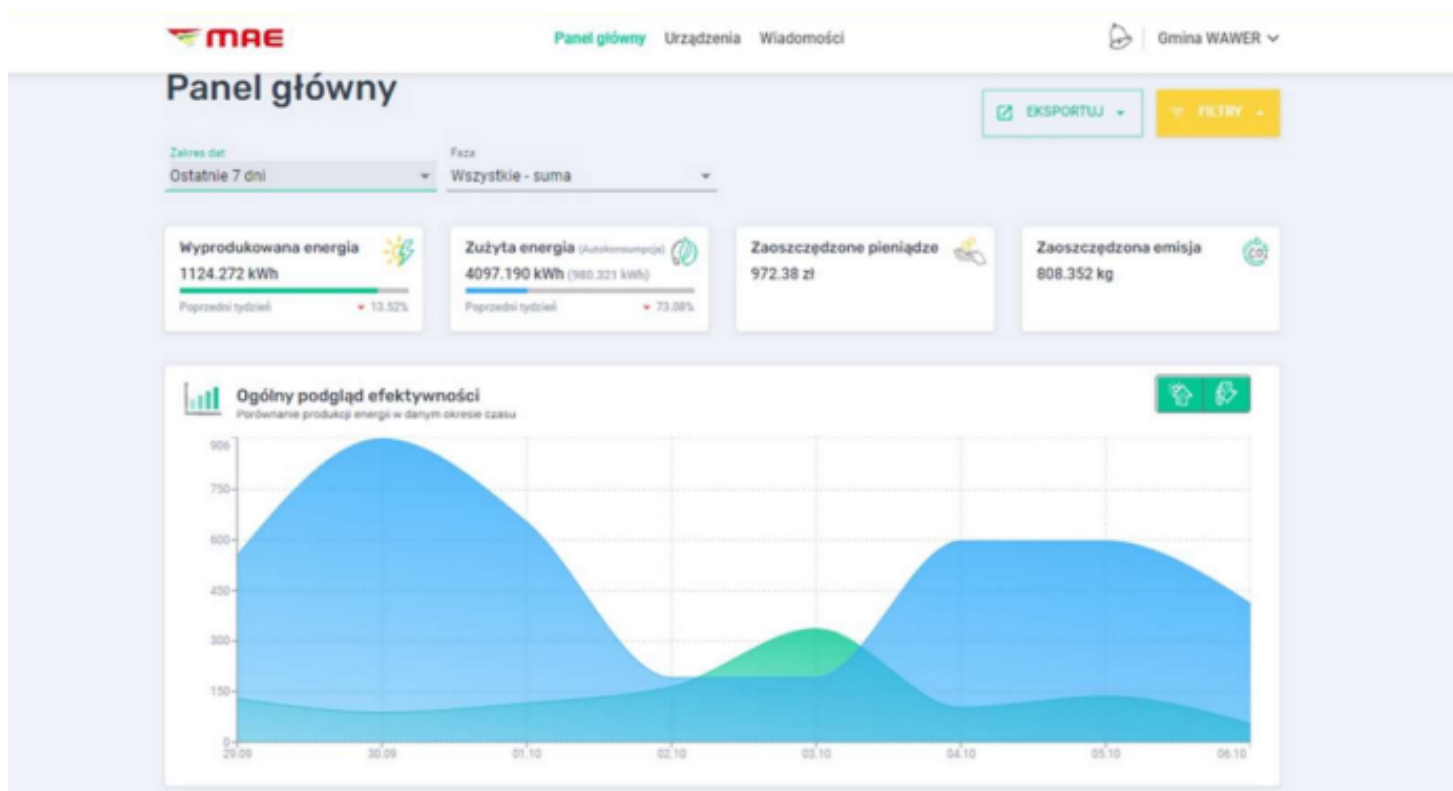 MAE
Panel główny Urządzenia Wiadomości
Gmina WAWER
Panel główny
EKSPORTUJ
FILTRY
Zakres dat
Ostatnie 7 dni
Faza
Wszystkie - suma
Wyprodukowana energia
1124.272 kWh
Poprzedni tydzień 13.52%
Zużyta energia (Autokonsumpcja)
4097.190 kWh (980.321 kWh)
Poprzedni tydzień 73.08%
Zaoszczędzone pieniądze
972.38 zł
Zaoszczędzona emisja
808.352 kg
CO2
Ogólny podgląd efektywności
Porównanie produkcji energii w danym okresie czasu
906
750
600
450
300
150
0
29.09 30.09 01.10 02.10 03.10 04.10 05.10 06.10